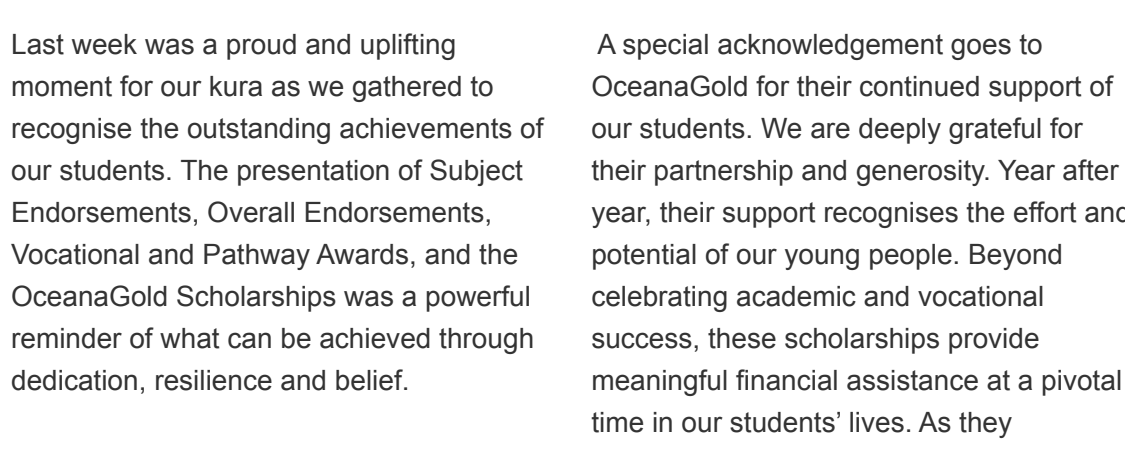 Last week was a proud and uplifting
moment for our kura as we gathered to
recognise the outstanding achievements of
our students. The presentation of Subject
Endorsements, Overall Endorsements,
Vocational and Pathway Awards, and the
OceanaGold Scholarships was a powerful
reminder of what can be achieved through
dedication, resilience and belief.
A special acknowledgement goes to
OceanaGold for their continued support of
our students. We are deeply grateful for
their partnership and generosity. Year after
year, their support recognises the effort and
potential of our young people. Beyond
celebrating academic and vocational
success, these scholarships provide
meaningful financial assistance at a pivotal
time in our students’ lives. As they